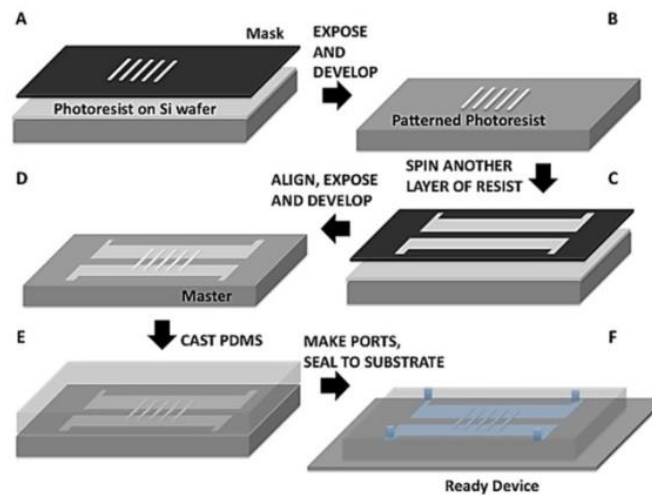 A
Mask
EXPOSE
AND
DEVELOP
B
Photoresist on Si wafer
Patterned Photoresist
SPIN ANOTHER
LAYER OF RESIST
C
D
ALIGN, EXPOSE
AND DEVELOP
Master
E
CAST PDMS
MAKE PORTS,
SEAL TO SUBSTRATE
F
Ready Device